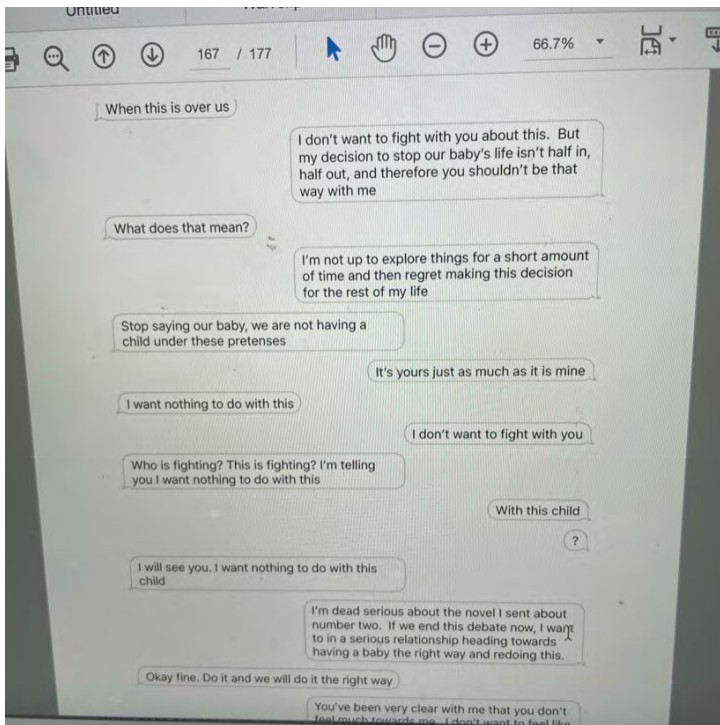 Untitled
167 / 177
66.7%
When this is over us
I don't want to fight with you about this.  But
my decision to stop our baby's life isn't half in,
half out, and therefore you shouldn't be that
way with me
What does that mean?
I'm not up to explore things for a short amount
of time and then regret making this decision
for the rest of my life
Stop saying our baby, we are not having a
child under these pretenses
It's yours just as much as it is mine
I want nothing to do with this
I don't want to fight with you
Who is fighting? This is fighting? I'm telling
you I want nothing to do with this
With this child
?
I will see you. I want nothing to do with this
child
I'm dead serious about the novel I sent about
number two.  If we end this debate now, I want
to in a serious relationship heading towards
having a baby the right way and redoing this.
Okay fine. Do it and we will do it the right way
You've been very clear with me that you don't
feel much towards me.  I don't want to feel like